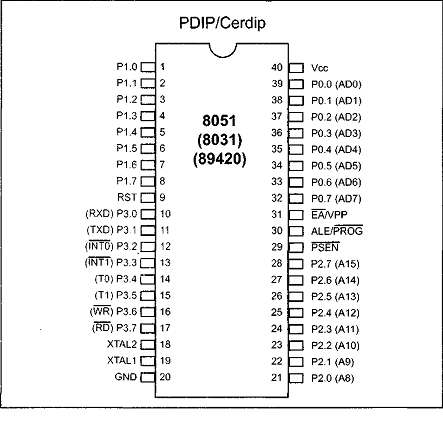 PDIP/Cerdip
8051
(8031)
(89420)
P1.0 1
P1.1 2
P1.2 3
P1.3 4
P1.4 5
P1.5 6
P1.6 7
P1.7 8
RST 9
(RXD) P3.0 10
(TXD) P3.1 11
(INT0) P3.2 12
(INT1) P3.3 13
(T0) P3.4 14
(T1) P3.5 15
(WR) P3.6 16
(RD) P3.7 17
XTAL2 18
XTAL1 19
GND 20
40 Vcc
39 P0.0 (AD0)
38 P0.1 (AD1)
37 P0.2 (AD2)
36 P0.3 (AD3)
35 P0.4 (AD4)
34 P0.5 (AD5)
33 P0.6 (AD6)
32 P0.7 (AD7)
31 EA/VPP
30 ALE/PROG
29 PSEN
28 P2.7 (A15)
27 P2.6 (A14)
26 P2.5 (A13)
25 P2.4 (A12)
24 P2.3 (A11)
23 P2.2 (A10)
22 P2.1 (A9)
21 P2.0 (A8)